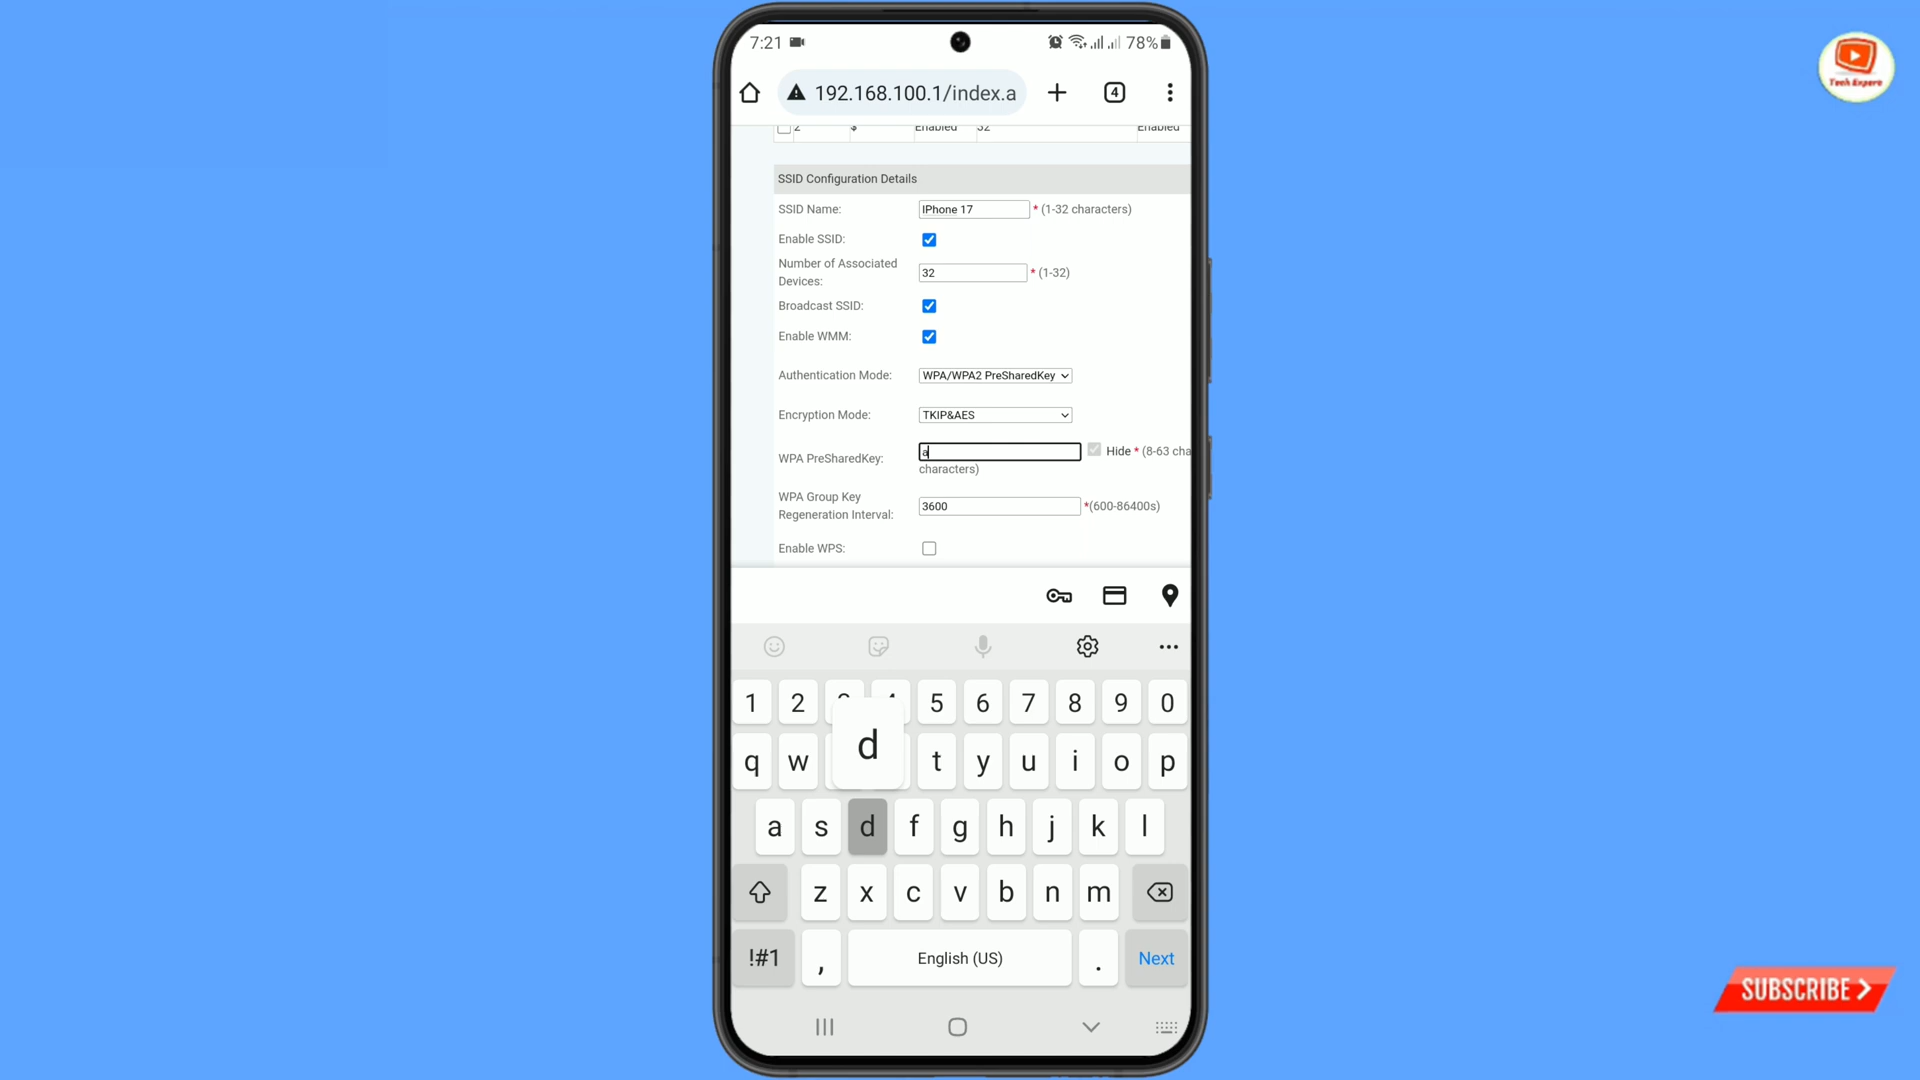 7:21 78%
192.168.100.1/index.a 4
2 $ Enabled 32 Enabled
SSID Configuration Details
SSID Name: IPhone 17 * (1-32 characters)
Enable SSID:
Number of Associated
Devices: 32 * (1-32)
Broadcast SSID:
Enable WMM:
Authentication Mode: WPA/WPA2 PreSharedKey
Encryption Mode: TKIP&AES
WPA PreSharedKey: a Hide * (8-63 cha
characters)
WPA Group Key
Regeneration Interval: 3600 *(600-86400s)
Enable WPS:
1 2 5 6 7 8 9 0
d
q w t y u i o p
a s d f g h j k l
z x c v b n m
!#1 , English (US) . Next
Tech Expere
SUBSCRIBE